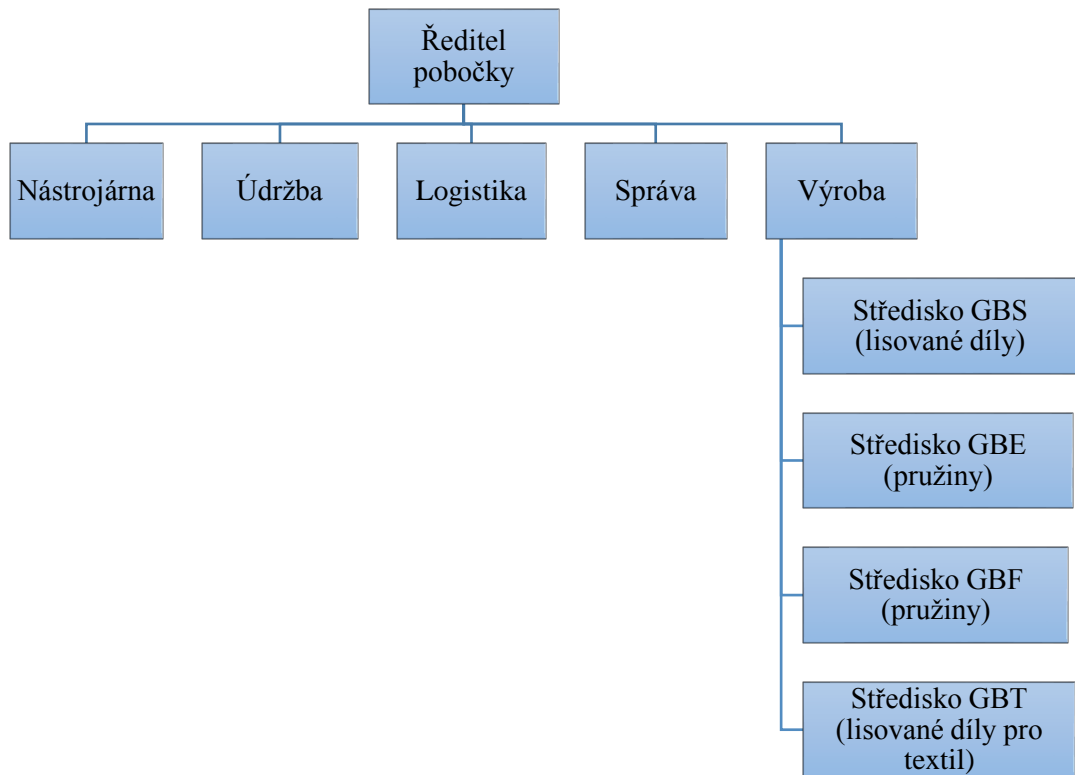 Ředitel
pobočky
Nástrojárna
Údržba
Logistika
Správa
Výroba
Středisko GBS
(lisované díly)
Středisko GBE
(pružiny)
Středisko GBF
(pružiny)
Středisko GBT
(lisované díly pro
textil)